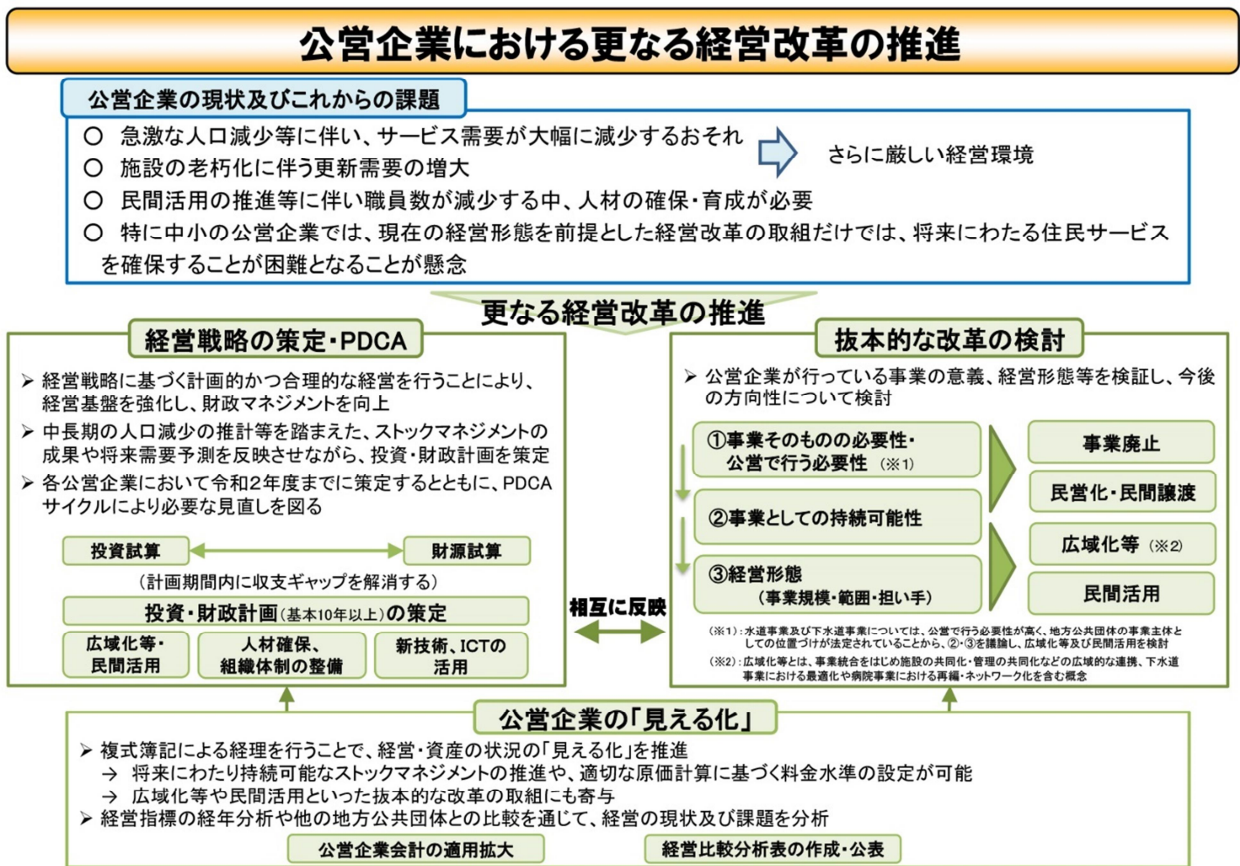 公営企業における更なる経営改革の推進
公営企業の現状及びこれからの課題
○ 急激な人口減少等に伴い、サービス需要が大幅に減少するおそれ
○ 施設の老朽化に伴う更新需要の増大
さらに厳しい経営環境
○ 民間活用の推進等に伴い職員数が減少する中、人材の確保・育成が必要
○ 特に中小の公営企業では、現在の経営形態を前提とした経営改革の取組だけでは、将来にわたる住民サービス
を確保することが困難となることが懸念
更なる経営改革の推進
経営戦略の策定・PDCA
➢ 経営戦略に基づく計画的かつ合理的な経営を行うことにより、
経営基盤を強化し、財政マネジメントを向上
➢ 中長期の人口減少の推計等を踏まえた、ストックマネジメントの
成果や将来需要予測を反映させながら、投資・財政計画を策定
➢ 各公営企業において令和2年度までに策定するとともに、PDCA
サイクルにより必要な見直しを図る
投資試算
財源試算
(計画期間内に収支ギャップを解消する)
投資・財政計画(基本10年以上)の策定
広域化等・
民間活用
人材確保、
組織体制の整備
新技術、ICTの
活用
相互に反映
抜本的な改革の検討
➢ 公営企業が行っている事業の意義、経営形態等を検証し、今後
の方向性について検討
①事業そのものの必要性・
公営で行う必要性 (※1)
②事業としての持続可能性
③経営形態
(事業規模・範囲・担い手)
事業廃止
民営化・民間譲渡
広域化等 (※2)
民間活用
(※1):水道事業及び下水道事業については、公営で行う必要性が高く、地方公共団体の事業主体と
しての位置づけが法定されていることから、②・③を議論し、広域化等及び民間活用を検討
(※2):広域化等とは、事業統合をはじめ施設の共同化・管理の共同化などの広域的な連携、下水道
事業における最適化や病院事業における再編・ネットワーク化を含む概念
公営企業の「見える化」
➢ 複式簿記による経理を行うことで、経営・資産の状況の「見える化」を推進
→ 将来にわたり持続可能なストックマネジメントの推進や、適切な原価計算に基づく料金水準の設定が可能
→ 広域化等や民間活用といった抜本的な改革の取組にも寄与
➢ 経営指標の経年分析や他の地方公共団体との比較を通じて、経営の現状及び課題を分析
公営企業会計の適用拡大
経営比較分析表の作成・公表